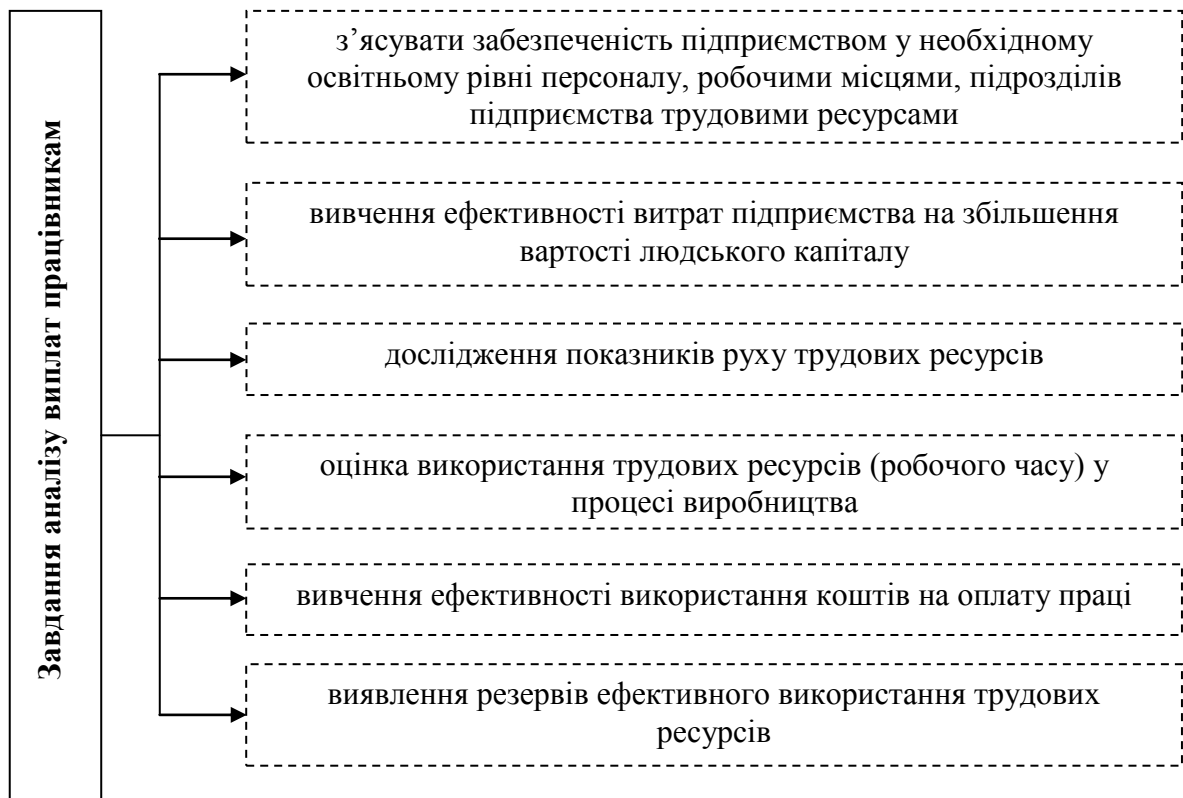 Завдання аналізу виплат працівникам
з’ясувати забезпеченість підприємством у необхідному
освітньому рівні персоналу, робочими місцями, підрозділів
підприємства трудовими ресурсами
вивчення ефективності витрат підприємства на збільшення
вартості людського капіталу
дослідження показників руху трудових ресурсів
оцінка використання трудових ресурсів (робочого часу) у
процесі виробництва
вивчення ефективності використання коштів на оплату праці
виявлення резервів ефективного використання трудових
ресурсів